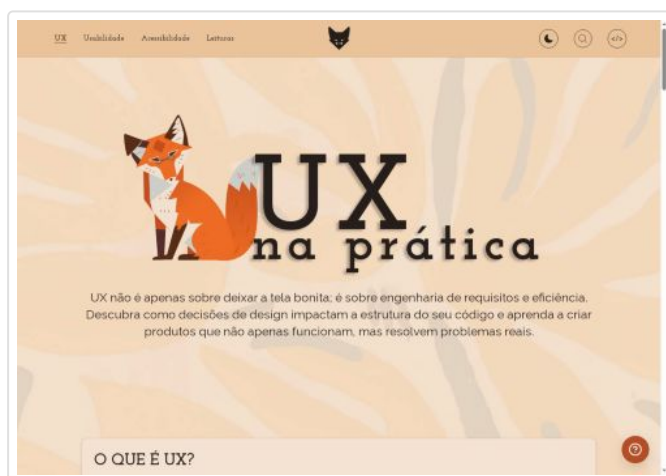 UX Usabilidade Acessibilidade Leituras
</>
UX
na prática
UX não é apenas sobre deixar a tela bonita; é sobre engenharia de requisitos e eficiência.
Descubra como decisões de design impactam a estrutura do seu código e aprenda a criar
produtos que não apenas funcionam, mas resolvem problemas reais.
O QUE É UX?